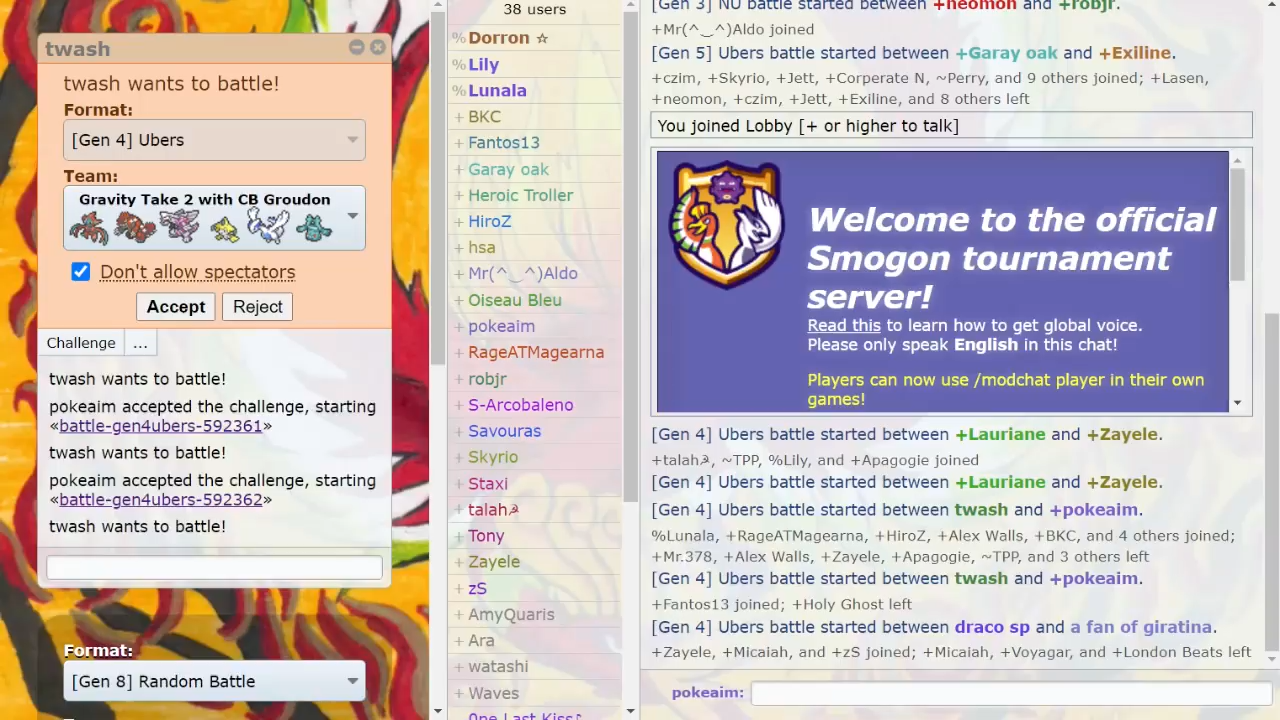 twash
twash wants to battle!
Format:
[Gen 4] Ubers
Team:
Gravity Take 2 with CB Groudon
Don't allow spectators
Accept Reject
Challenge ...
twash wants to battle!
pokeaim accepted the challenge, starting
«battle-gen4ubers-592361»
twash wants to battle!
pokeaim accepted the challenge, starting
«battle-gen4ubers-592362»
twash wants to battle!
Format:
[Gen 8] Random Battle
38 users
%Dorron ☆
%Lily
%Lunala
+BKC
+Fantos13
+Garay oak
+Heroic Troller
+HiroZ
+hsa
+Mr(^‿^)Aldo
+Oiseau Bleu
+pokeaim
+RageATMagearna
+robjr
+S-Arcobaleno
+Savouras
+Skyrio
+Staxi
+talah☭
+Tony
+Zayele
+zS
+AmyQuaris
+Ara
+watashi
+Waves
One Last Kiss♪
[Gen 3] NU battle started between +neomon and +robjr.
+Mr(^‿^)Aldo joined
[Gen 5] Ubers battle started between +Garay oak and +Exiline.
+czim, +Skyrio, +Jett, +Corperate N, ~Perry, and 9 others joined; +Lasen,
+neomon, +czim, +Jett, +Exiline, and 8 others left
You joined Lobby [+ or higher to talk]
Welcome to the official
Smogon tournament
server!
Read this to learn how to get global voice.
Please only speak English in this chat!
Players can now use /modchat player in their own
games!
[Gen 4] Ubers battle started between +Lauriane and +Zayele.
+talah☭, ~TPP, %Lily, and +Apagogie joined
[Gen 4] Ubers battle started between +Lauriane and +Zayele.
[Gen 4] Ubers battle started between twash and +pokeaim.
%Lunala, +RageATMagearna, +HiroZ, +Alex Walls, +BKC, and 4 others joined;
+Mr.378, +Alex Walls, +Zayele, +Apagogie, ~TPP, and 3 others left
[Gen 4] Ubers battle started between twash and +pokeaim.
+Fantos13 joined; +Holy Ghost left
[Gen 4] Ubers battle started between draco sp and a fan of giratina.
+Zayele, +Micaiah, and +zS joined; +Micaiah, +Voyagar, and +London Beats left
pokeaim: